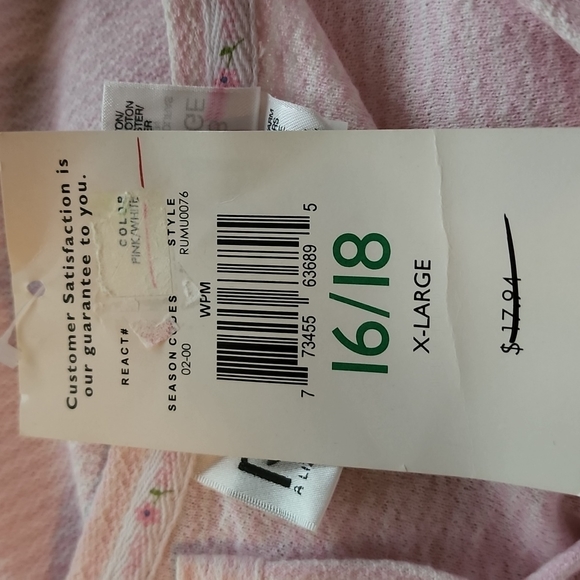 Customer Satisfaction is
our guarantee to you.
COLOR
PINK/WHITE
REACT#
STYLE
RUMU0076
SEASON CODES
02-00
WPM
7 73455 63689 5
16/18
X-LARGE
$ 17.94